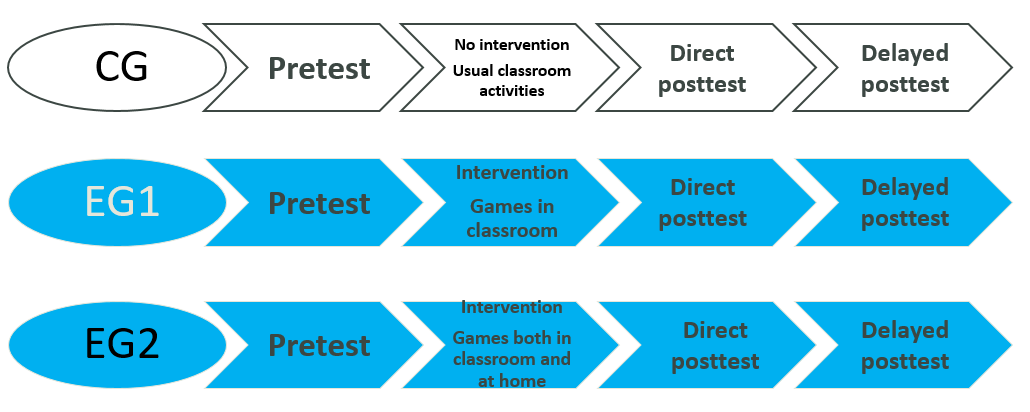 CG
Pretest
No intervention
Usual classroom
activities
Direct
posttest
Delayed
posttest
EG1
Pretest
Intervention
Games in
classroom
Direct
posttest
Delayed
posttest
EG2
Pretest
Intervention
Games both in
classroom and
at home
Direct
posttest
Delayed
posttest